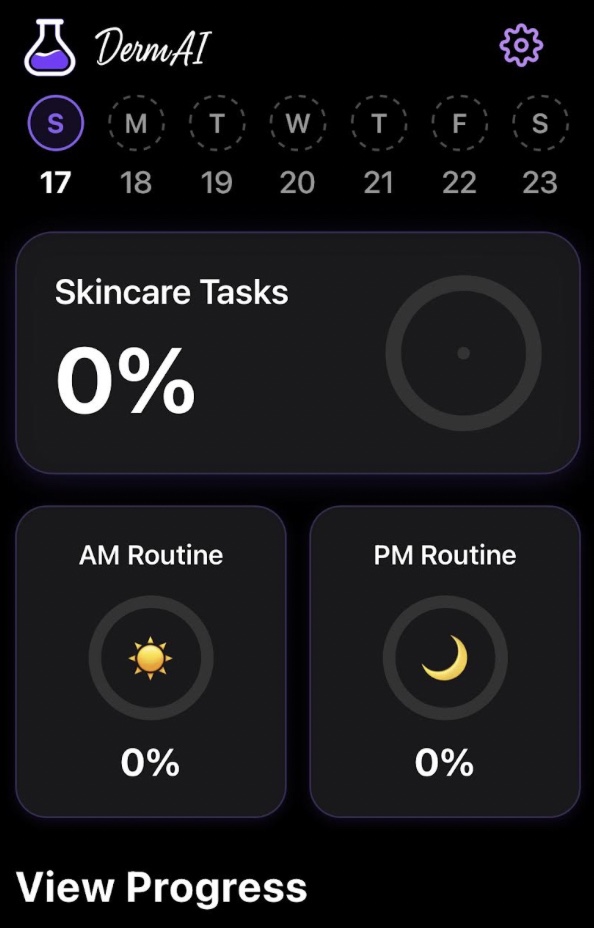 DermAI
S M T W T F S
17 18 19 20 21 22 23
Skincare Tasks
0%
AM Routine
PM Routine
0%
0%
View Progress